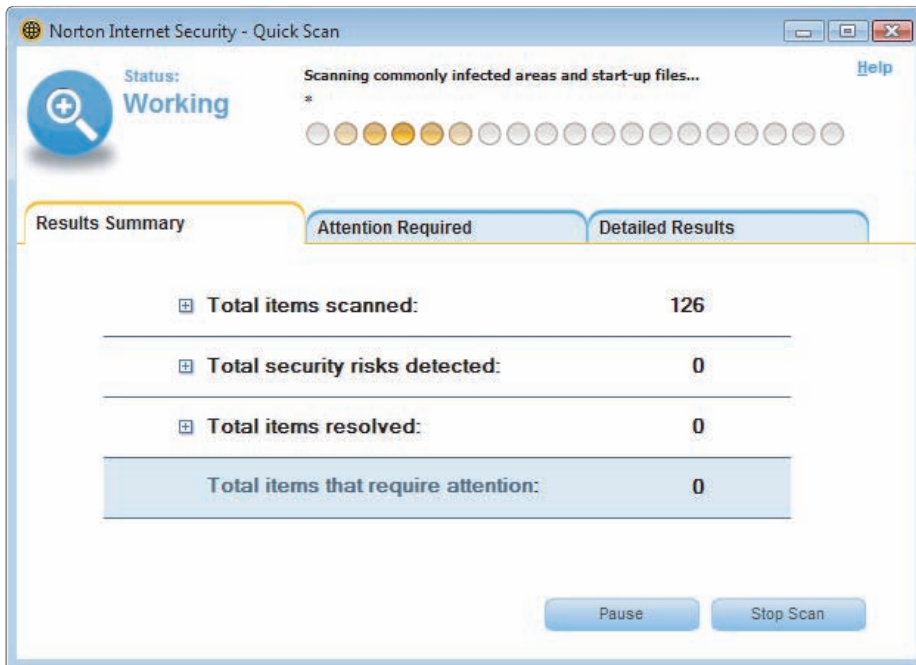 Norton Internet Security - Quick Scan
Status:
Working
Scanning commonly infected areas and start-up files...
*
Help
Results Summary
Attention Required
Detailed Results
Total items scanned: 126
Total security risks detected: 0
Total items resolved: 0
Total items that require attention: 0
Pause
Stop Scan